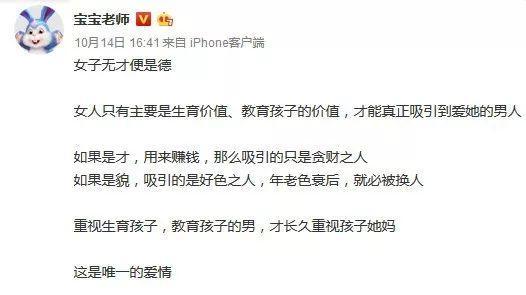 宝宝老师
10月14日 16:41 来自 iPhone客户端
女子无才便是德
女人只有主要是生育价值、教育孩子的价值，才能真正吸引到爱她的男人
如果是才，用来赚钱，那么吸引的只是贪财之人
如果是貌，吸引的是好色之人，年老色衰后，就必被换人
重视生育孩子，教育孩子的男，才长久重视孩子她妈
这是唯一的爱情